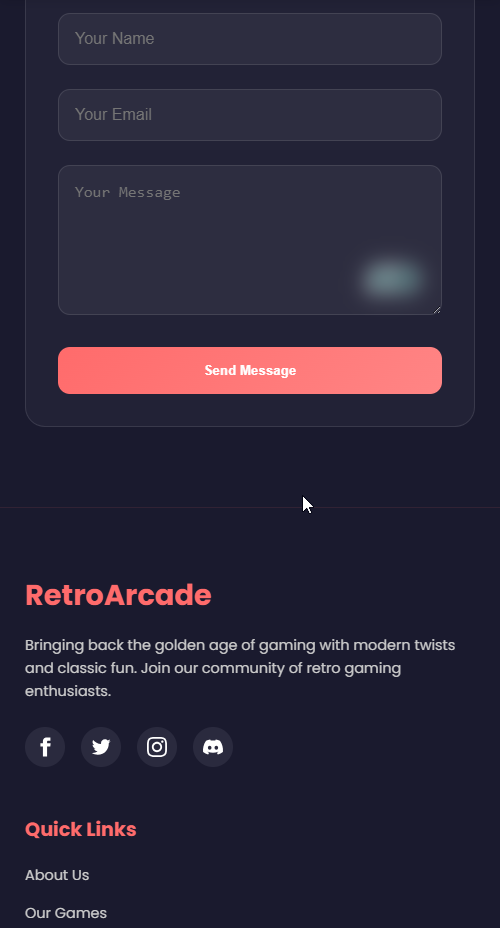 Your Name
Your Email
Your Message
Send Message
RetroArcade
Bringing back the golden age of gaming with modern twists
and classic fun. Join our community of retro gaming
enthusiasts.
Quick Links
About Us
Our Games